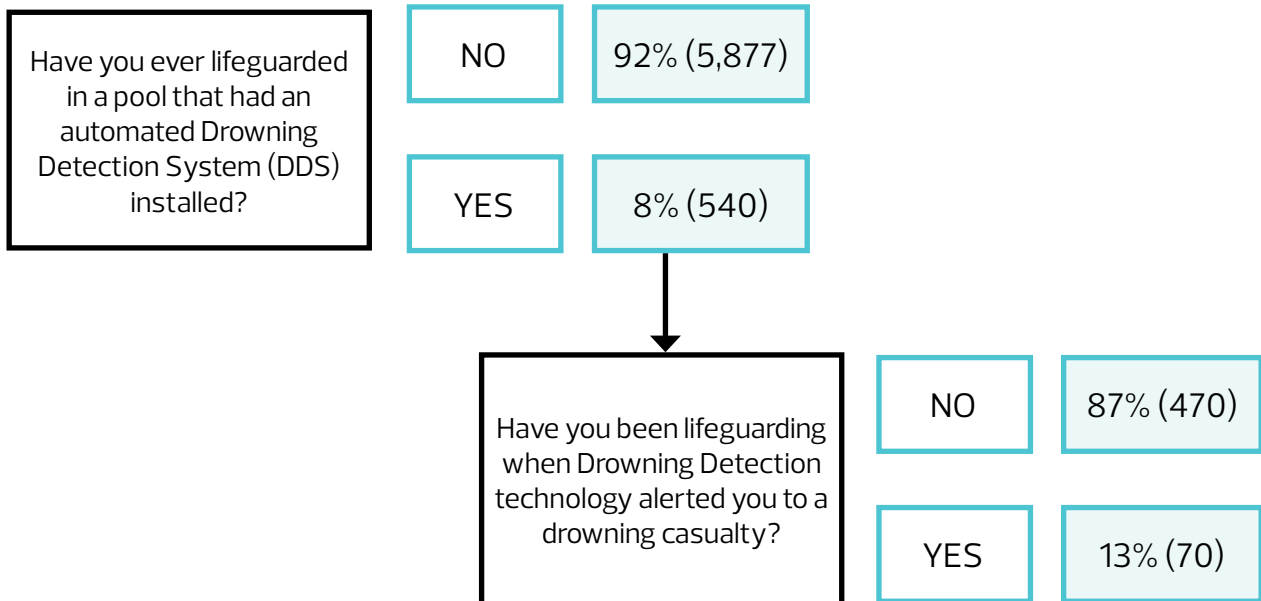 Have you ever lifeguarded
in a pool that had an
automated Drowning
Detection System (DDS)
installed?
NO
92% (5,877)
YES
8% (540)
Have you been lifeguarding
when Drowning Detection
technology alerted you to a
drowning casualty?
NO
87% (470)
YES
13% (70)